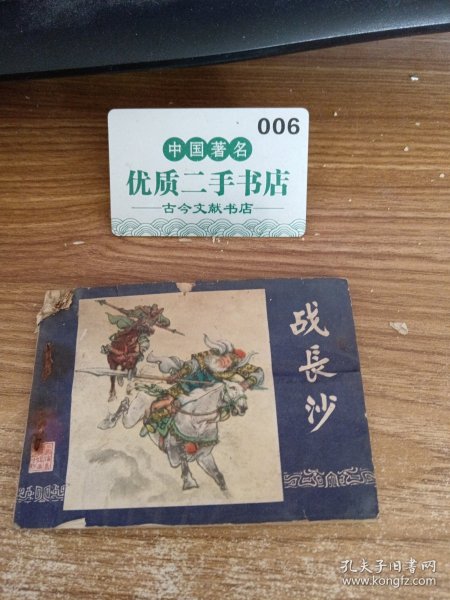 006
中国著名
优质二手书店
古今文献书店
战長沙
孔夫子旧书网
www.kongfz.com